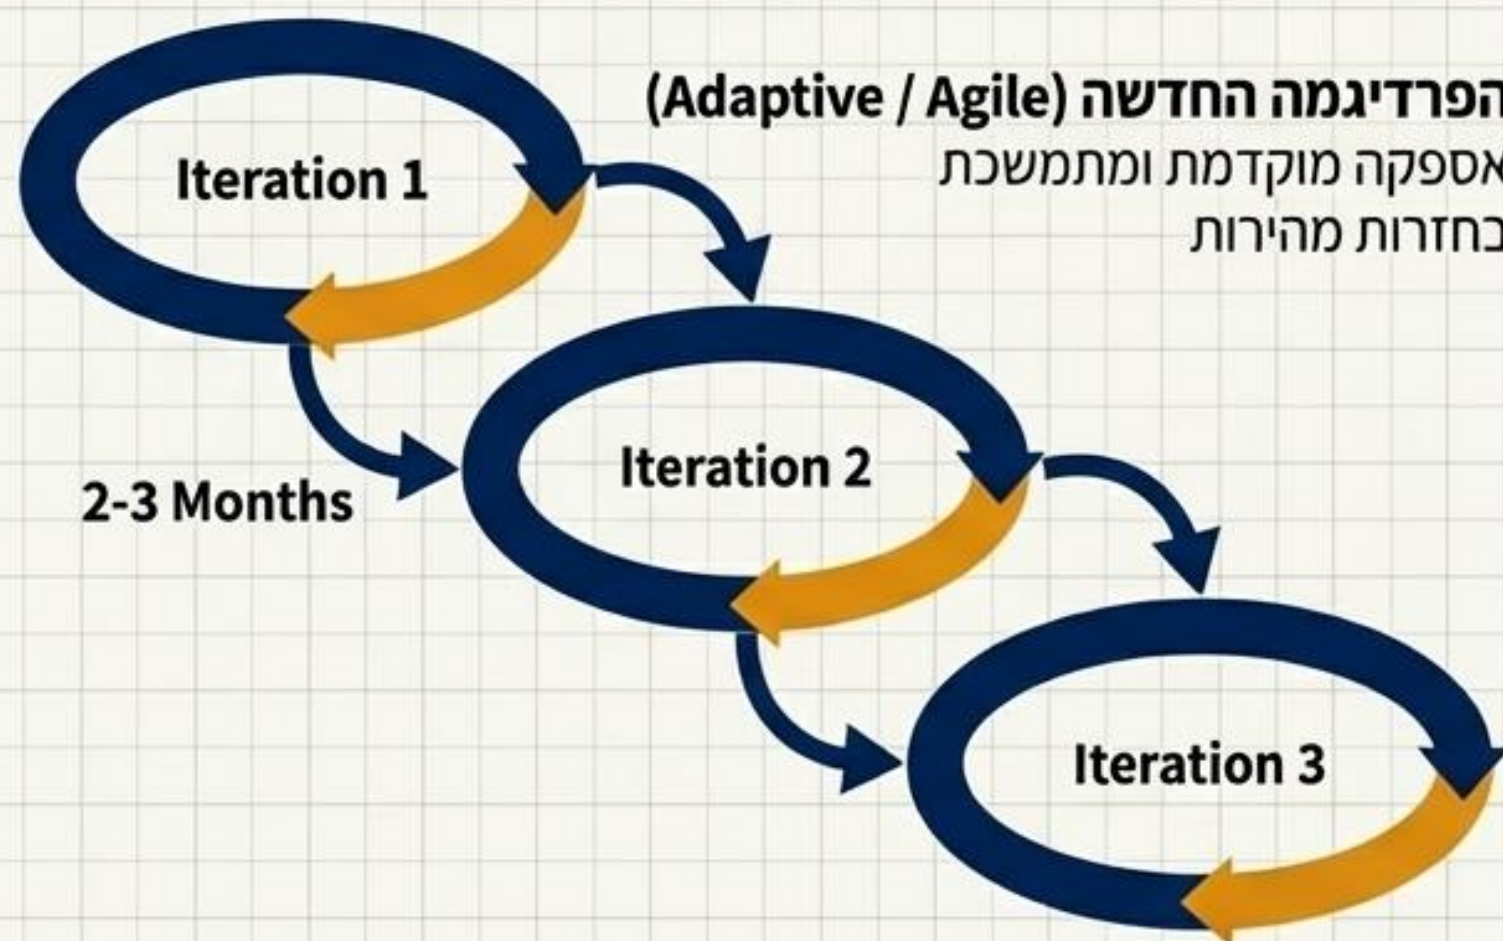 הפרדיגמה החדשה (Adaptive / Agile)
אספקה מוקדמת ומתמשכת
בחזרות מהירות
Iteration 1
2-3 Months
Iteration 2
Iteration 3